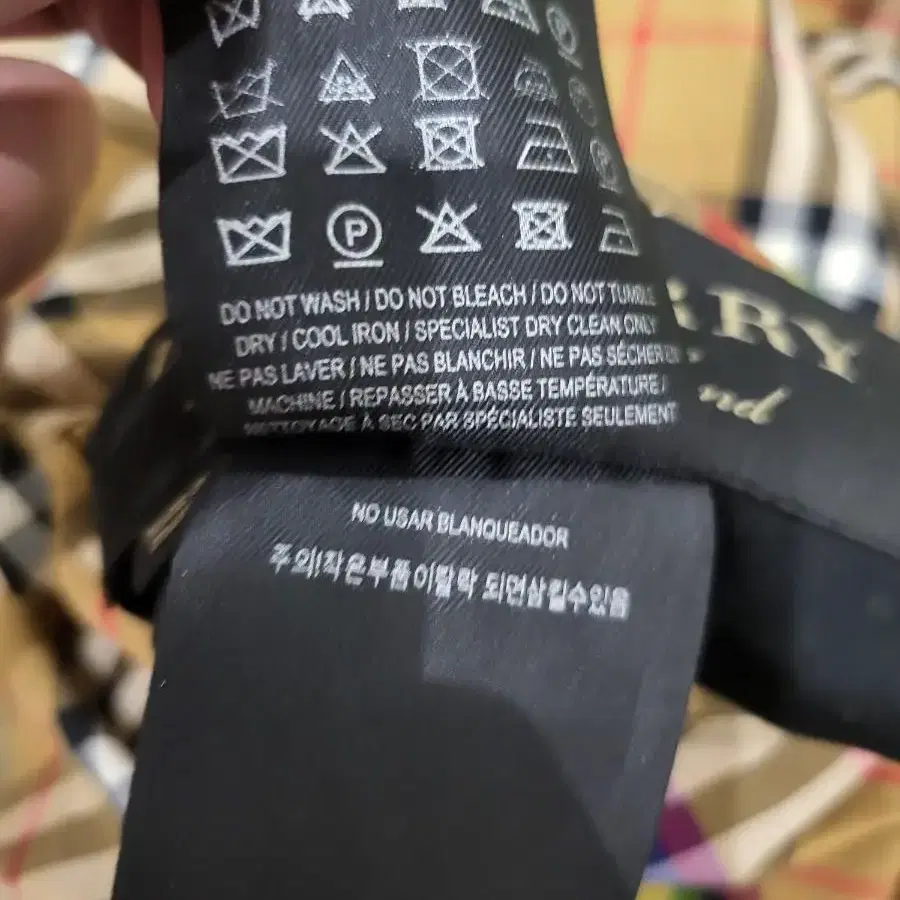 P
DO NOT WASH / DO NOT BLEACH / DO NOT TUMBLE
DRY / COOL IRON / SPECIALIST DRY CLEAN ONLY
NE PAS LAVER / NE PAS BLANCHIR / NE PAS SÉCHER EN
MACHINE / REPASSER À BASSE TEMPÉRATURE /
NETTOYAGE À SEC PAR SPÉCIALISTE SEULEMENT
RRY
nd
NO USAR BLANQUEADOR
주의!작은부품이탈락 되면삼킬수있음